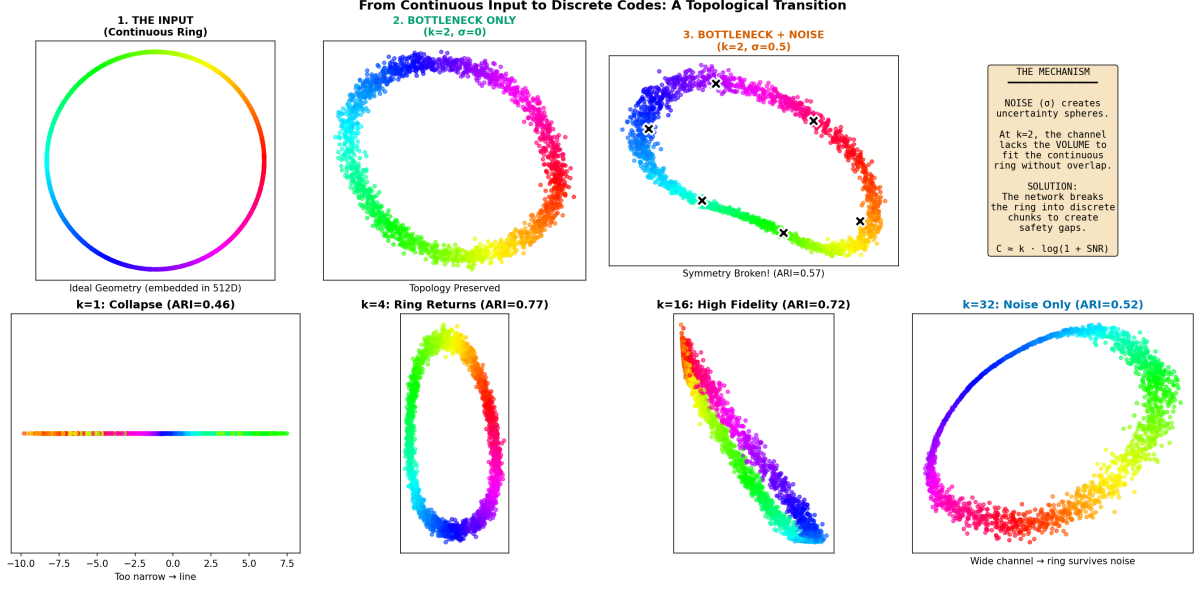 From Continuous Input to Discrete Codes: A Topological Transition
1. THE INPUT
(Continuous Ring)
Ideal Geometry (embedded in 512D)
2. BOTTLENECK ONLY
(k=2, σ=0)
Topology Preserved
3. BOTTLENECK + NOISE
(k=2, σ=0.5)
Symmetry Broken! (ARI=0.57)
THE MECHANISM
NOISE (σ) creates
uncertainty spheres.
At k=2, the channel
lacks the VOLUME to
fit the continuous
ring without overlap.
SOLUTION:
The network breaks
the ring into discrete
chunks to create
safety gaps.
C ≈ k · log(1 + SNR)
k=1: Collapse (ARI=0.46)
−10.0 −7.5 −5.0 −2.5 0.0 2.5 5.0 7.5
Too narrow → line
k=4: Ring Returns (ARI=0.77)
k=16: High Fidelity (ARI=0.72)
k=32: Noise Only (ARI=0.52)
Wide channel → ring survives noise